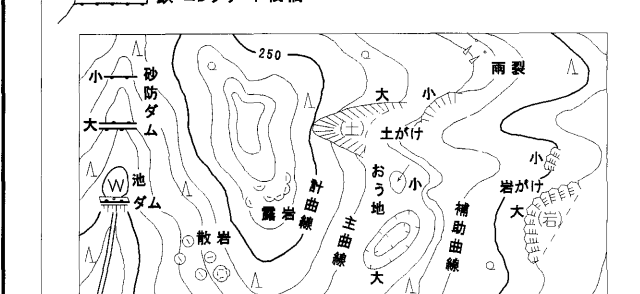 鉄・コンクリート桟橋
250
小
砂防ダム
大
W
池
ダム
露岩
散岩
計曲線
主曲線
大 小
土
土がけ
おう地
小
大
補助曲線
雨裂
小
岩がけ
大
岩